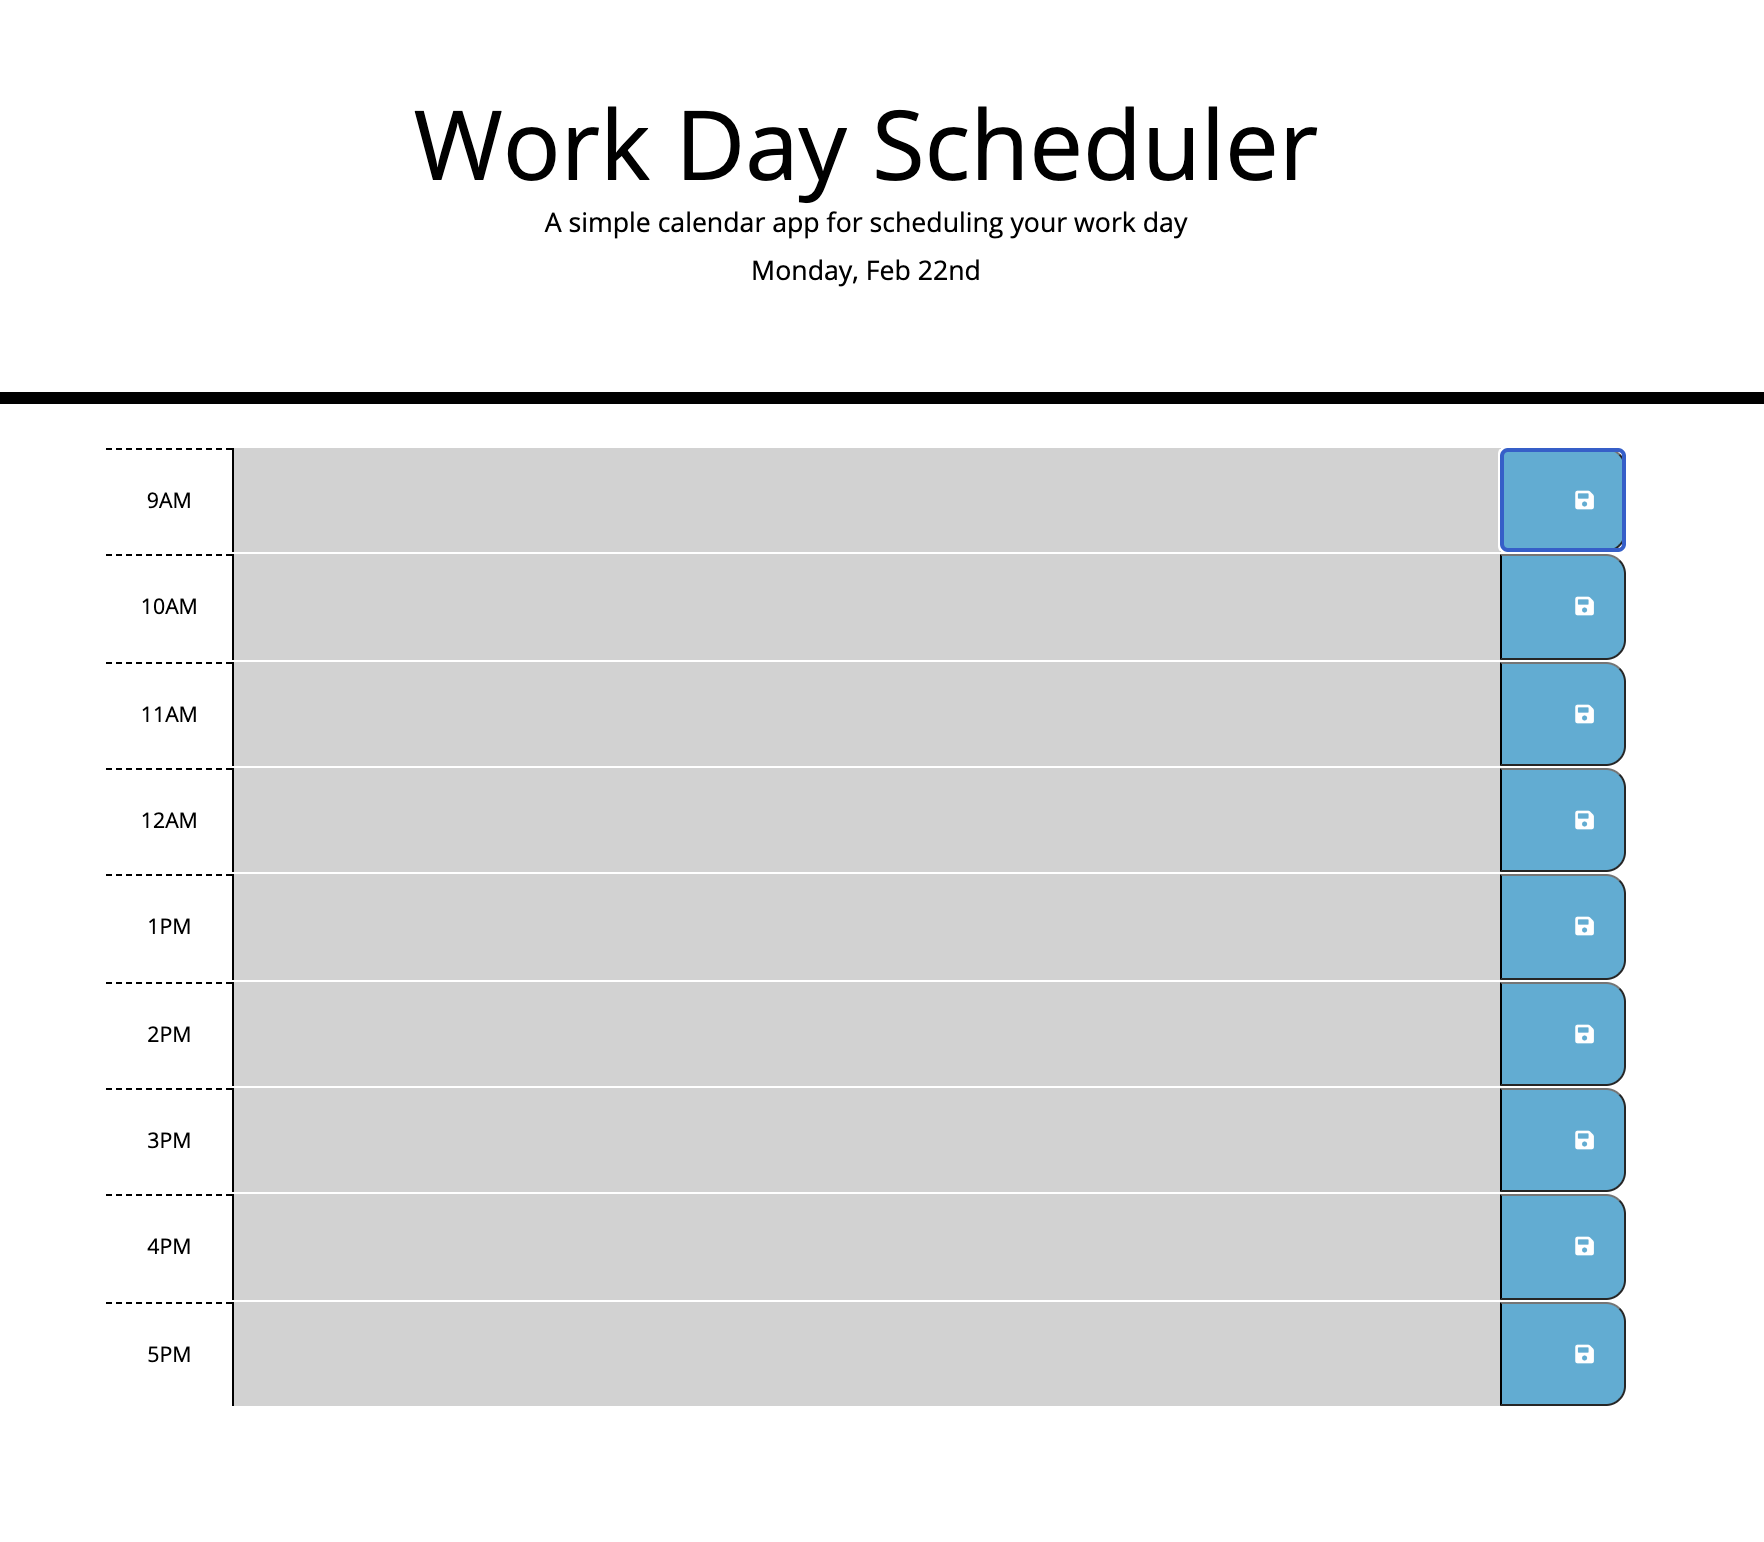 Work Day Scheduler
A simple calendar app for scheduling your work day
Monday, Feb 22nd
9AM
10AM
11AM
12AM
1PM
2PM
3PM
4PM
5PM